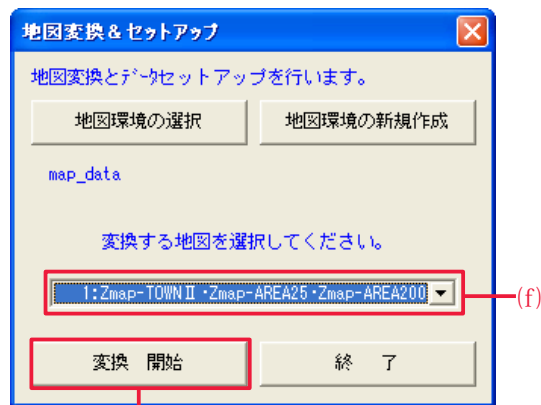 地図変換&セットアップ
地図変換とデータセットアップを行います。
地図環境の選択 地図環境の新規作成
map_data
変換する地図を選択してください。
1:Zmap-TOWNⅡ・Zmap-AREA25・Zmap-AREA200
(f)
変換 開始 終 了